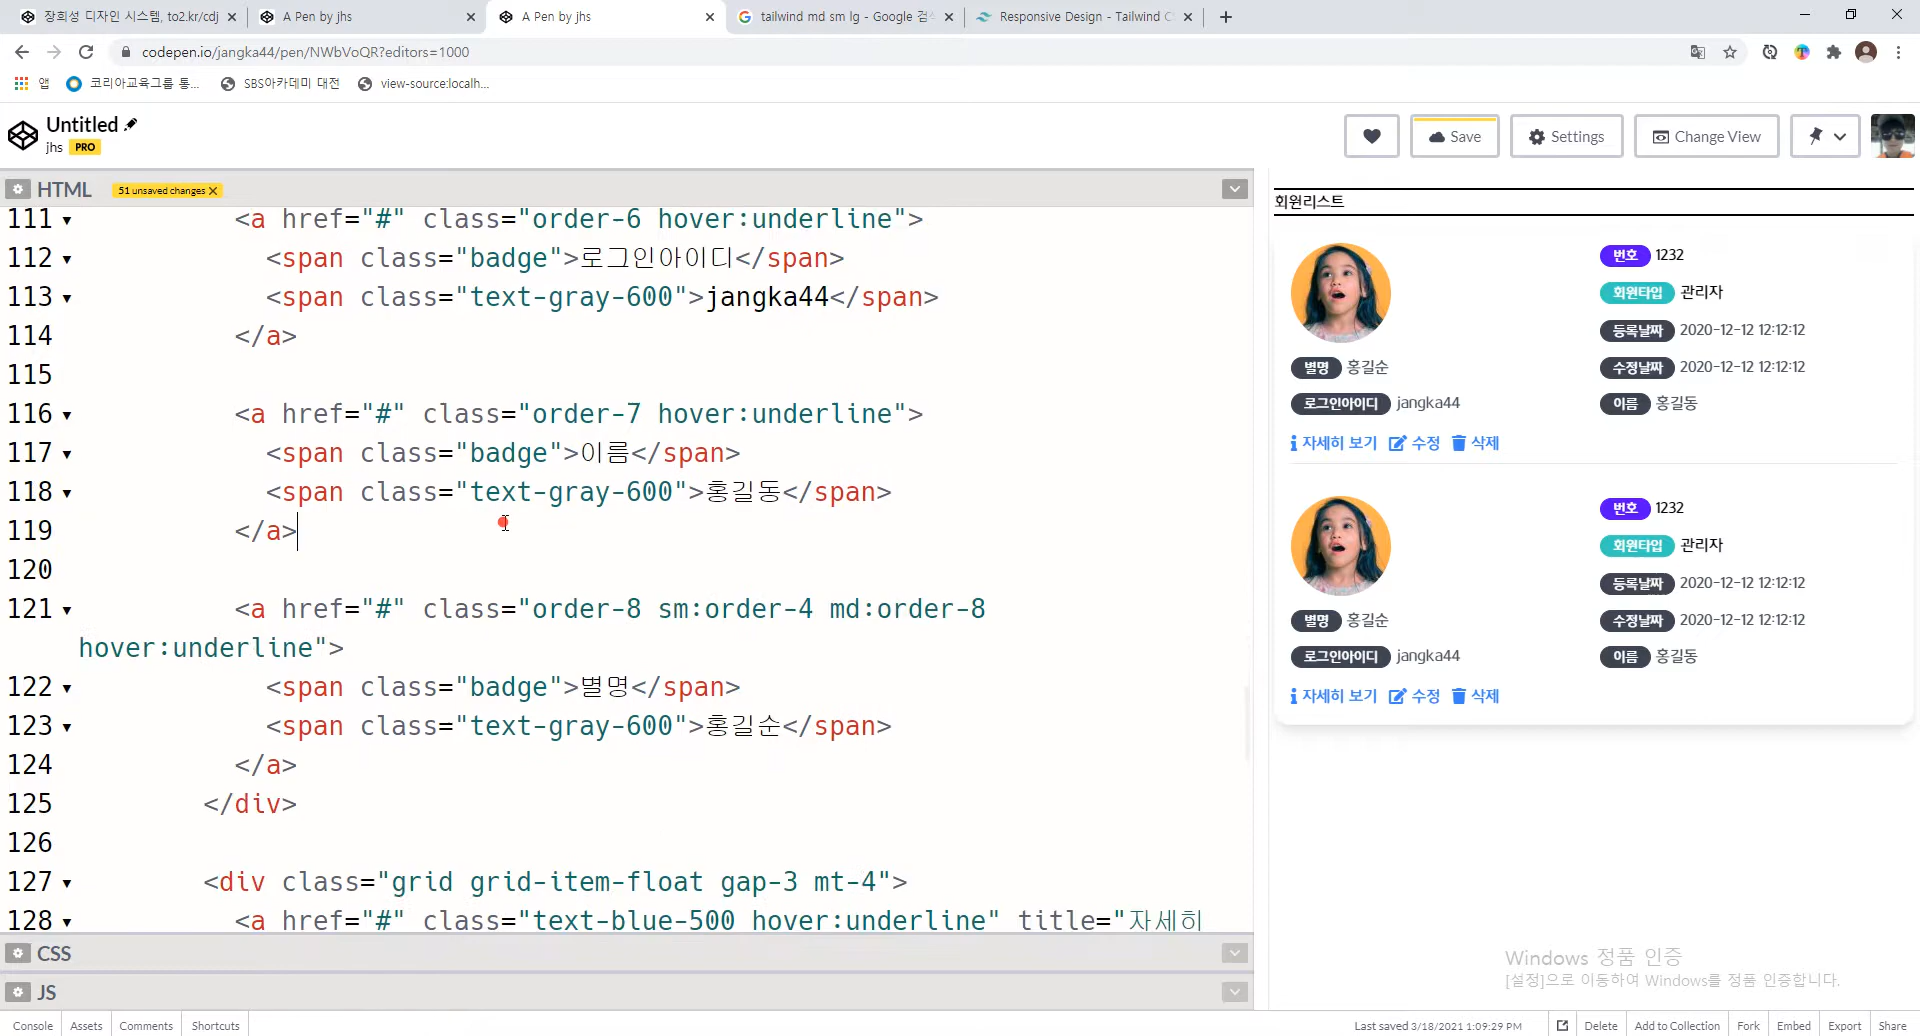 장희성 디자인 시스템, to2.kr/cdj
A Pen by jhs
A Pen by jhs
tailwind md sm lg - Google 검색
Responsive Design - Tailwind C
codepen.io/jangka44/pen/NWbVoQR?editors=1000
앱
코리아교육그룹 통...
SBS아카데미 대전
view-source:localh...
Untitled
jhs PRO
Save
Settings
Change View
HTML
51 unsaved changes
111 <a href="#" class="order-6 hover:underline">
112 <span class="badge">로그인아이디</span>
113 <span class="text-gray-600">jangka44</span>
114 </a>
115
116 <a href="#" class="order-7 hover:underline">
117 <span class="badge">이름</span>
118 <span class="text-gray-600">홍길동</span>
119 </a>
120
121 <a href="#" class="order-8 sm:order-4 md:order-8
hover:underline">
122 <span class="badge">별명</span>
123 <span class="text-gray-600">홍길순</span>
124 </a>
125 </div>
126
127 <div class="grid grid-item-float gap-3 mt-4">
128 <a href="#" class="text-blue-500 hover:underline" title="자세히
CSS
JS
회원리스트
번호 1232
회원타입 관리자
등록날짜 2020-12-12 12:12:12
별명 홍길순
수정날짜 2020-12-12 12:12:12
로그인아이디 jangka44
이름 홍길동
자세히 보기 수정 삭제
번호 1232
회원타입 관리자
등록날짜 2020-12-12 12:12:12
별명 홍길순
수정날짜 2020-12-12 12:12:12
로그인아이디 jangka44
이름 홍길동
자세히 보기 수정 삭제
Windows 정품 인증
[설정]으로 이동하여 Windows를 정품 인증합니다.
Console
Assets
Comments
Shortcuts
Last saved 3/18/2021 1:09:29 PM
Delete
Add to Collection
Fork
Embed
Export
Share